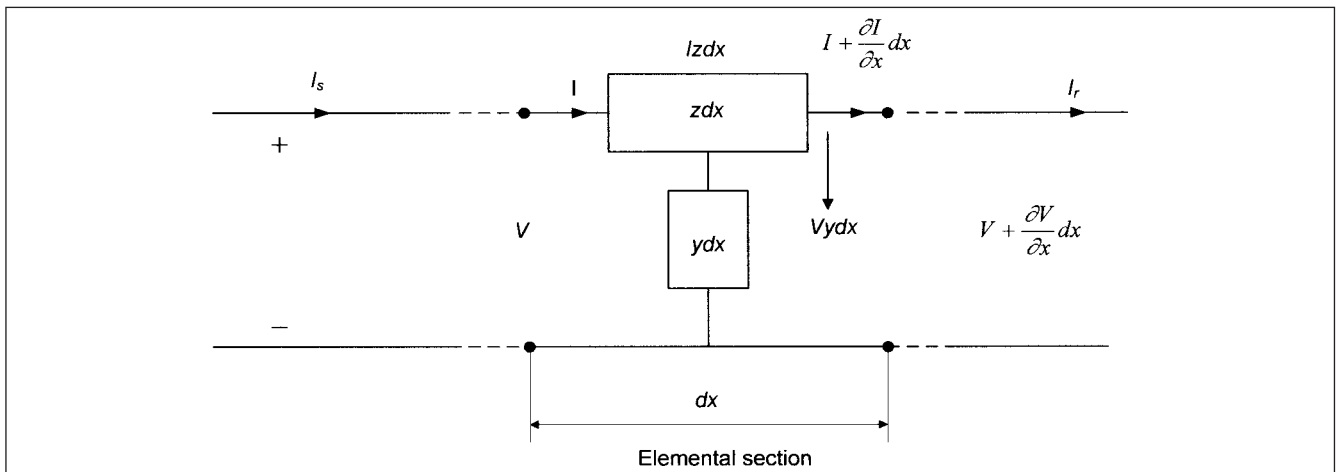 Izdx
I + ∂I/∂x dx
I_s
I
zdx
I_r
+
V
ydx
Vydx
V + ∂V/∂x dx
−
dx
Elemental section